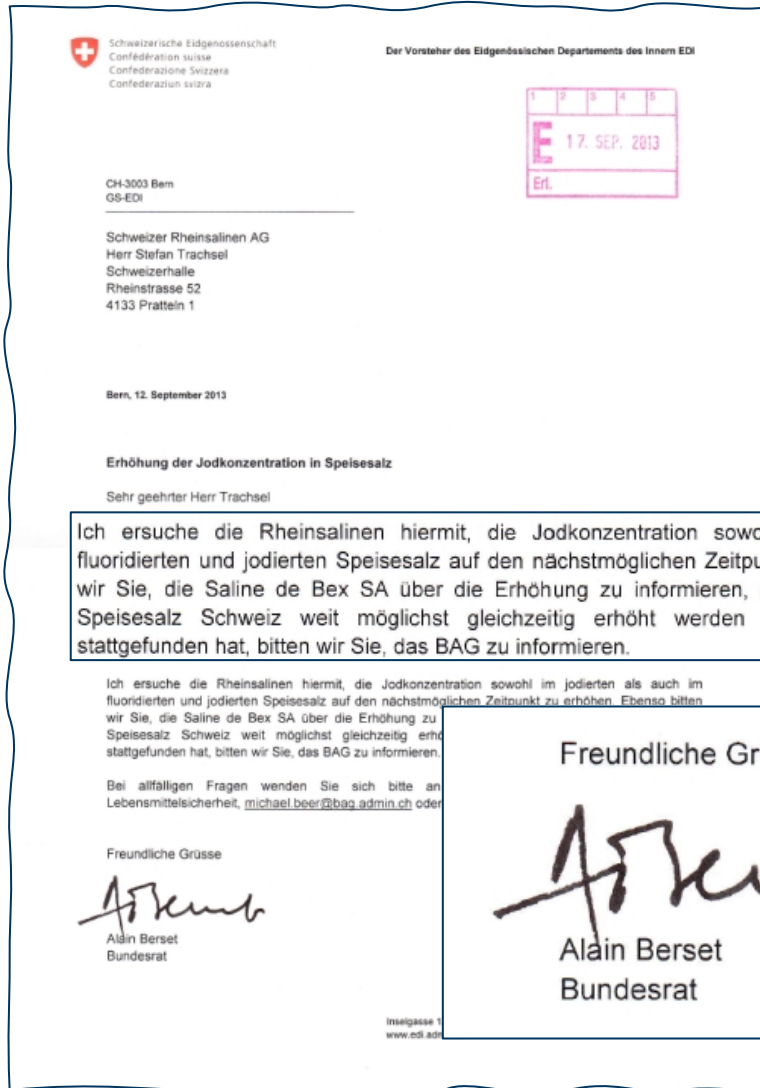 Schweizerische Eidgenossenschaft
Confédération suisse
Confederazione Svizzera
Confederaziun svizra
Der Vorsteher des Eidgenössischen Departements des Innern EDI
1 2 3 4 5
E 17. SEP. 2013
Erl.
CH-3003 Bern
GS-EDI
Schweizer Rheinsalinen AG
Herr Stefan Trachsel
Schweizerhalle
Rheinstrasse 52
4133 Pratteln 1
Bern, 12. September 2013
Erhöhung der Jodkonzentration in Speisesalz
Sehr geehrter Herr Trachsel
Ich ersuche die Rheinsalinen hiermit, die Jodkonzentration sowo
fluoridierten und jodierten Speisesalz auf den nächstmöglichen Zeitpu
wir Sie, die Saline de Bex SA über die Erhöhung zu informieren,
Speisesalz Schweiz weit möglichst gleichzeitig erhöht werden
stattgefunden hat, bitten wir Sie, das BAG zu informieren.
Ich ersuche die Rheinsalinen hiermit, die Jodkonzentration sowohl im jodierten als auch im
fluoridierten und jodierten Speisesalz auf den nächstmöglichen Zeitpunkt zu erhöhen. Ebenso bitten
wir Sie, die Saline de Bex SA über die Erhöhung zu
Speisesalz Schweiz weit möglichst gleichzeitig erhö
stattgefunden hat, bitten wir Sie, das BAG zu informieren.
Bei allfälligen Fragen wenden Sie sich bitte an
Lebensmittelsicherheit, michael.beer@bag.admin.ch oder
Freundliche Grüsse
Alain Berset
Bundesrat
Freundliche Gr
Alain Berset
Bundesrat
Inselgasse 1
www.edi.adm